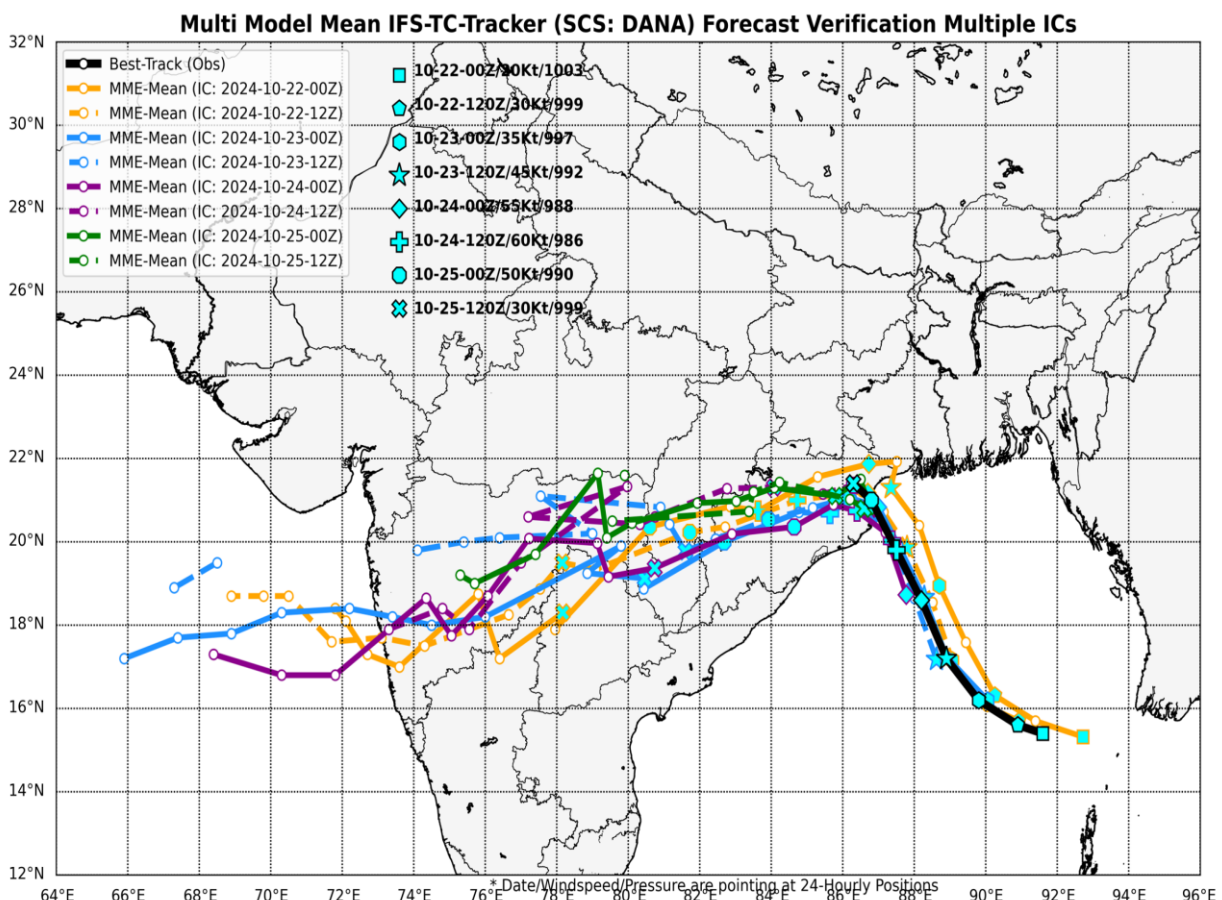 Multi Model Mean IFS-TC-Tracker (SCS: DANA) Forecast Verification Multiple ICs
32°N
30°N
28°N
26°N
24°N
22°N
20°N
18°N
16°N
14°N
12°N
Best-Track (Obs)
MME-Mean (IC: 2024-10-22-00Z)
MME-Mean (IC: 2024-10-22-12Z)
MME-Mean (IC: 2024-10-23-00Z)
MME-Mean (IC: 2024-10-23-12Z)
MME-Mean (IC: 2024-10-24-00Z)
MME-Mean (IC: 2024-10-24-12Z)
MME-Mean (IC: 2024-10-25-00Z)
MME-Mean (IC: 2024-10-25-12Z)
10-22-00Z/20Kt/1003
10-22-120Z/30Kt/999
10-23-00Z/35Kt/997
10-23-120Z/45Kt/992
10-24-00Z/55Kt/988
10-24-120Z/60Kt/986
10-25-00Z/50Kt/990
10-25-120Z/30Kt/999
* Date/Windspeed/Pressure are pointing at 24-Hourly Positions
64°E 66°E 68°E 70°E 72°E 74°E 76°E 78°E 80°E 82°E 84°E 86°E 88°E 90°E 92°E 94°E 96°E